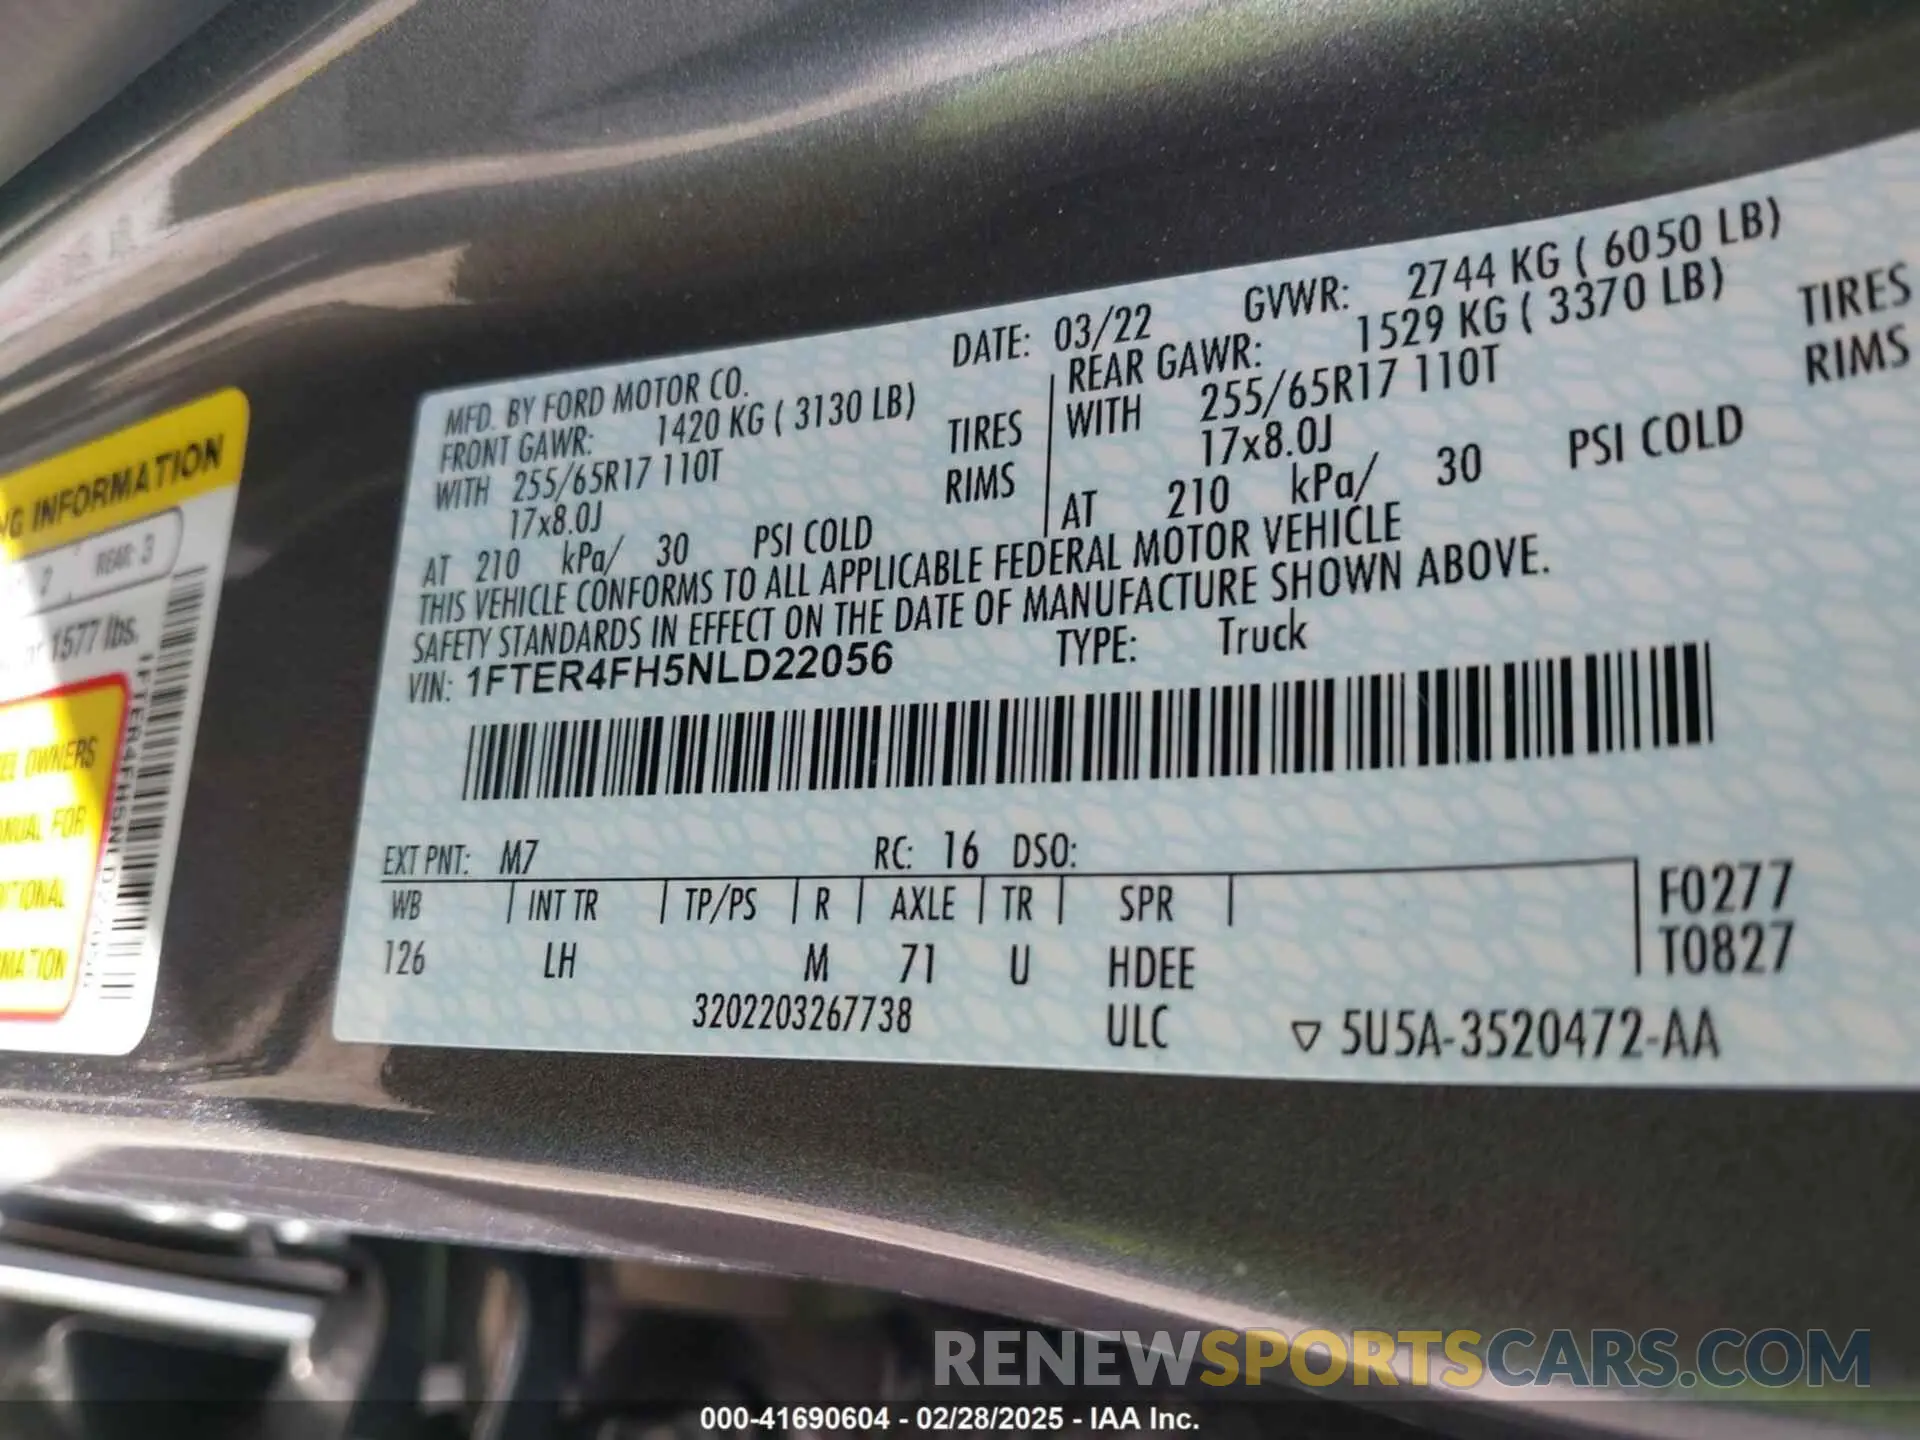 MFD. BY FORD MOTOR CO. DATE: 03/22 GVWR: 2744 KG ( 6050 LB)
FRONT GAWR: 1420 KG ( 3130 LB) REAR GAWR: 1529 KG ( 3370 LB)
WITH 255/65R17 110T TIRES WITH 255/65R17 110T TIRES
17x8.0J RIMS 17x8.0J RIMS
AT 210 kPa/ 30 PSI COLD AT 210 kPa/ 30 PSI COLD
THIS VEHICLE CONFORMS TO ALL APPLICABLE FEDERAL MOTOR VEHICLE
SAFETY STANDARDS IN EFFECT ON THE DATE OF MANUFACTURE SHOWN ABOVE.
VIN: 1FTER4FH5NLD22056 TYPE: Truck
EXT PNT: M7 RC: 16 DSO:
WB INT TR TP/PS R AXLE TR SPR F0277
126 LH M 71 U HDEE T0827
3202203267738 ULC ▽ 5U5A-3520472-AA
INFORMATION
2 REAR: 3
1577 lbs.
OWNERS
FOR
1FTER4FH5NLD22056
RENEWSPORTSCARS.COM
000-41690604 - 02/28/2025 - IAA Inc.